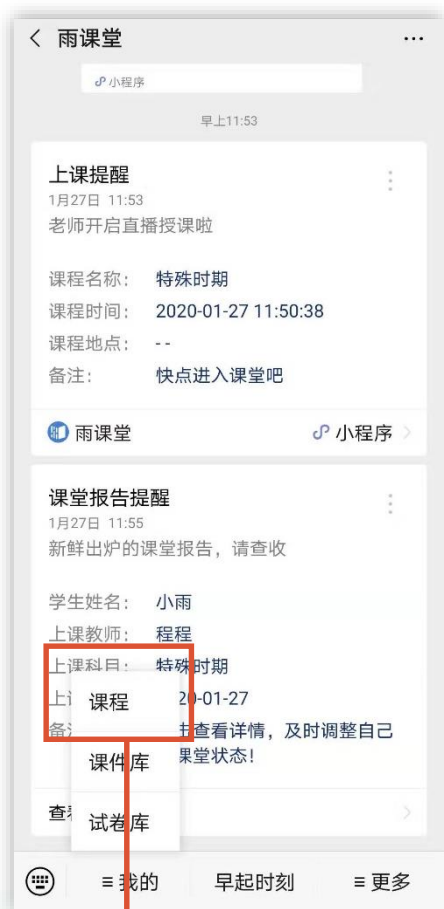 雨课堂
小程序
早上11:53
上课提醒
1月27日 11:53
老师开启直播授课啦
课程名称： 特殊时期
课程时间： 2020-01-27 11:50:38
课程地点： --
备注： 快点进入课堂吧
雨课堂 小程序
课堂报告提醒
1月27日 11:55
新鲜出炉的课堂报告，请查收
学生姓名： 小雨
上课教师： 程程
上课科目： 特殊时期
课程
-01-27
查看详情，及时调整自己
课堂状态！
课件库
试卷库
我的 早起时刻 更多